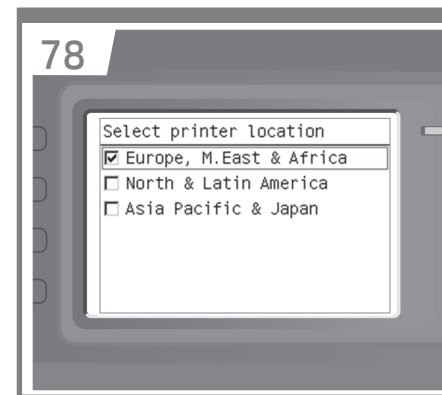 78
Select printer location
Europe, M.East & Africa
North & Latin America
Asia Pacific & Japan